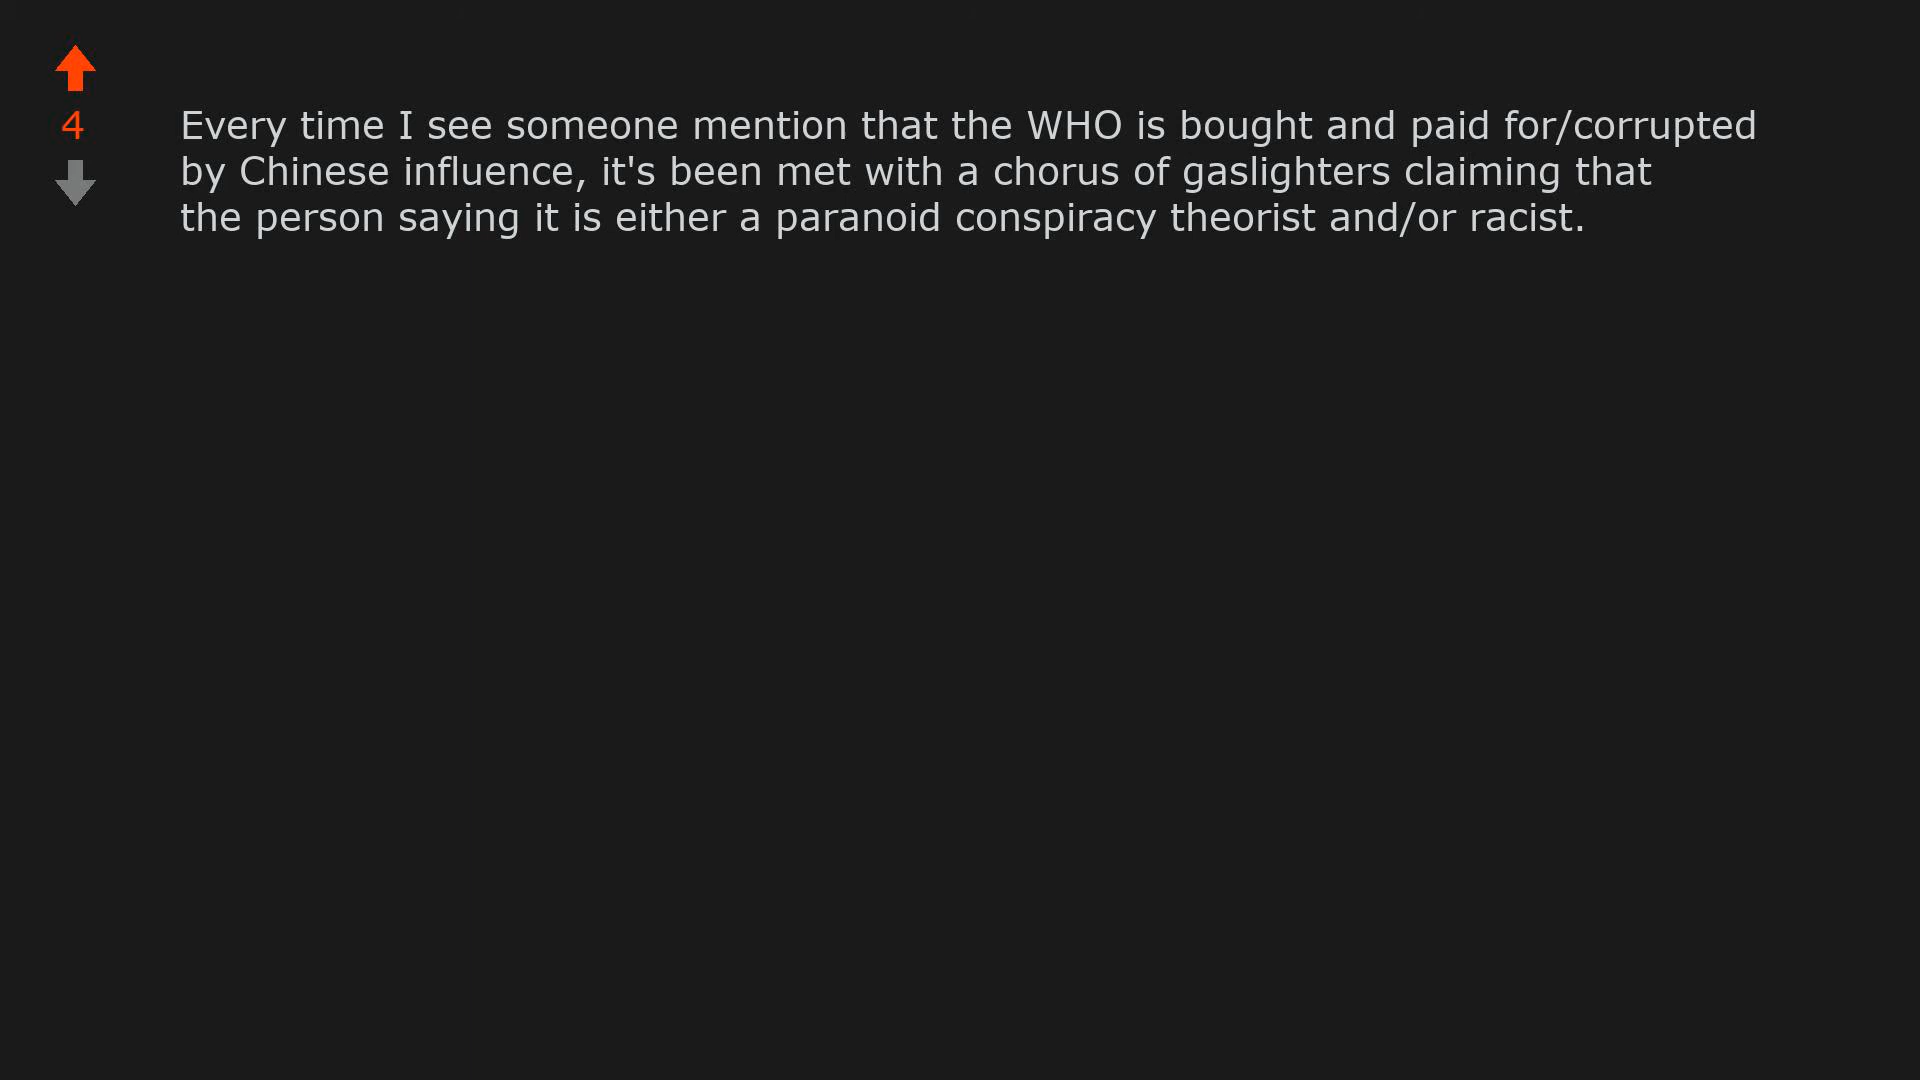 4
Every time I see someone mention that the WHO is bought and paid for/corrupted
by Chinese influence, it's been met with a chorus of gaslighters claiming that
the person saying it is either a paranoid conspiracy theorist and/or racist.